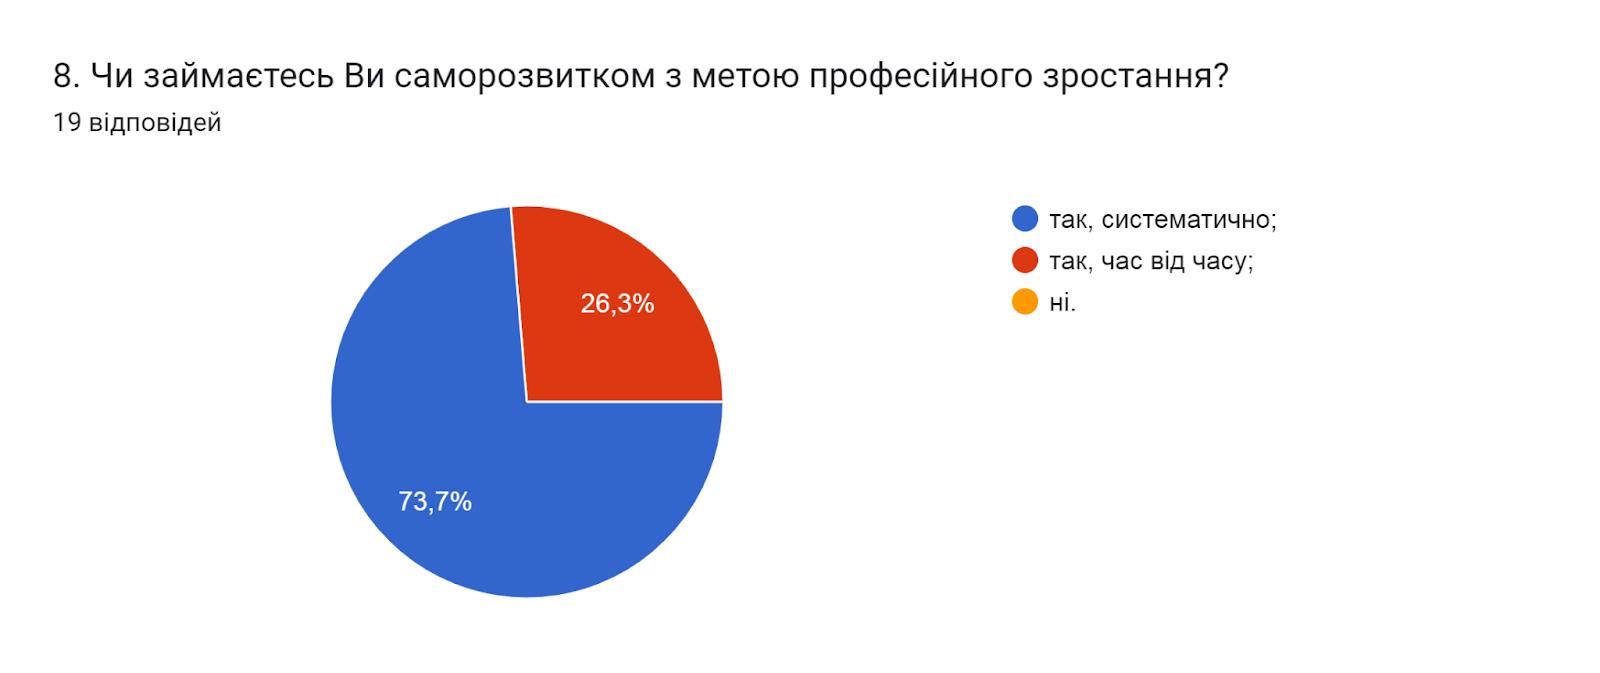 8. Чи займаєтесь Ви саморозвитком з метою професійного зростання?
19 відповідей
так, систематично;
так, час від часу;
ні.
26,3%
73,7%